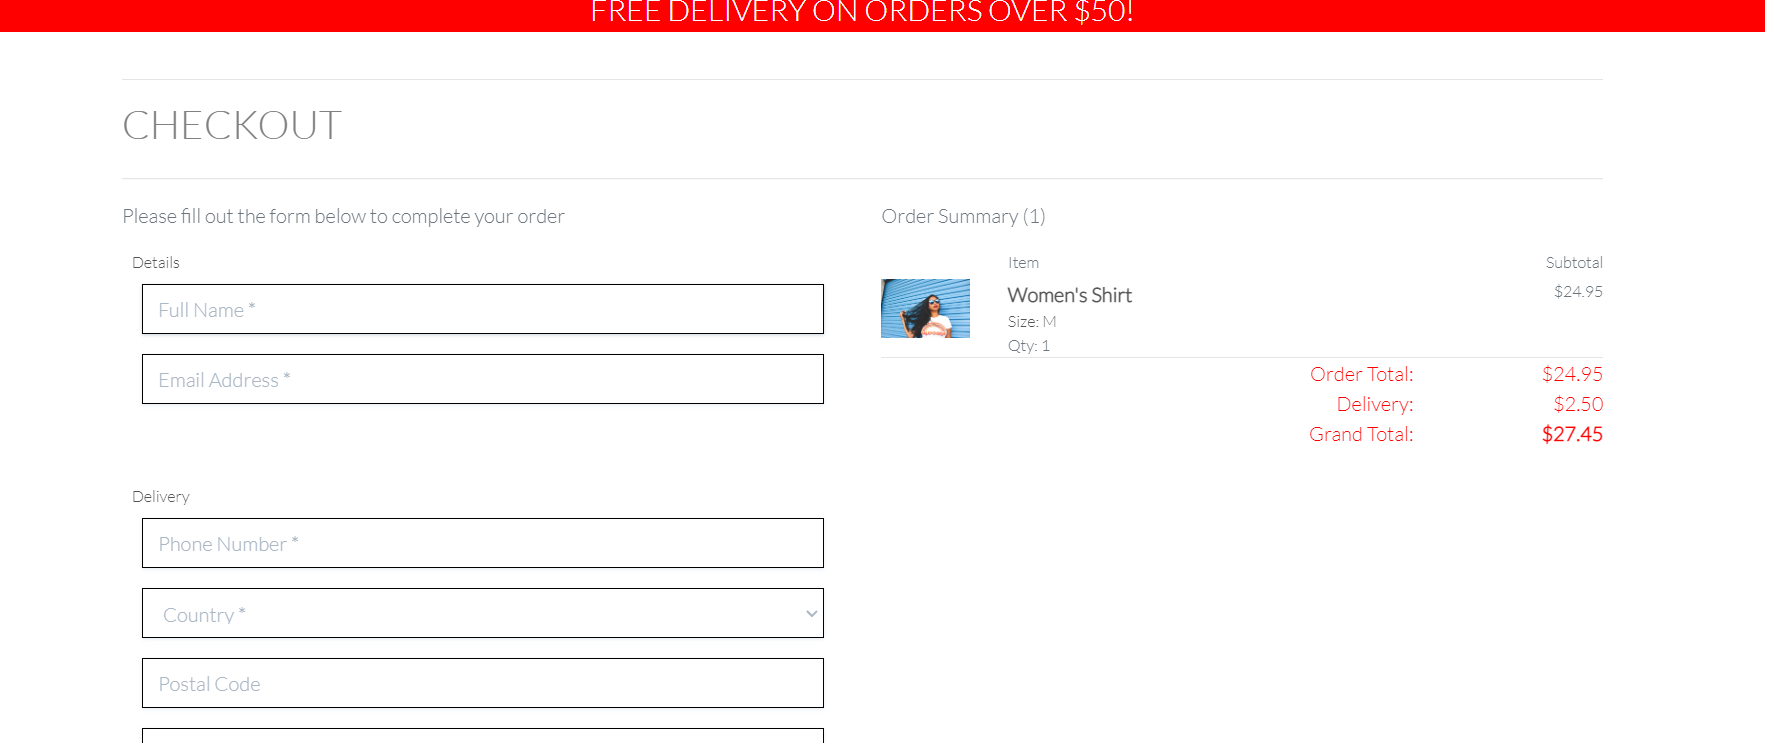 FREE DELIVERY ON ORDERS OVER $50!
CHECKOUT
Please fill out the form below to complete your order
Details
Full Name *
Email Address *
Delivery
Phone Number *
Country *
Postal Code
Order Summary (1)
Item Subtotal
Women's Shirt $24.95
Size: M
Qty: 1
Order Total: $24.95
Delivery: $2.50
Grand Total: $27.45